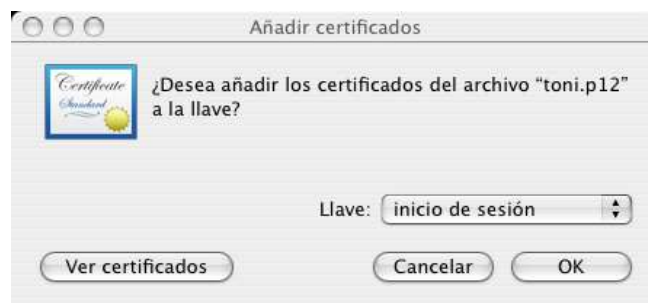 Añadir certificados
Certificate
Standard
¿Desea añadir los certificados del archivo “toni.p12”
a la llave?
Llave: inicio de sesión
Ver certificados Cancelar OK